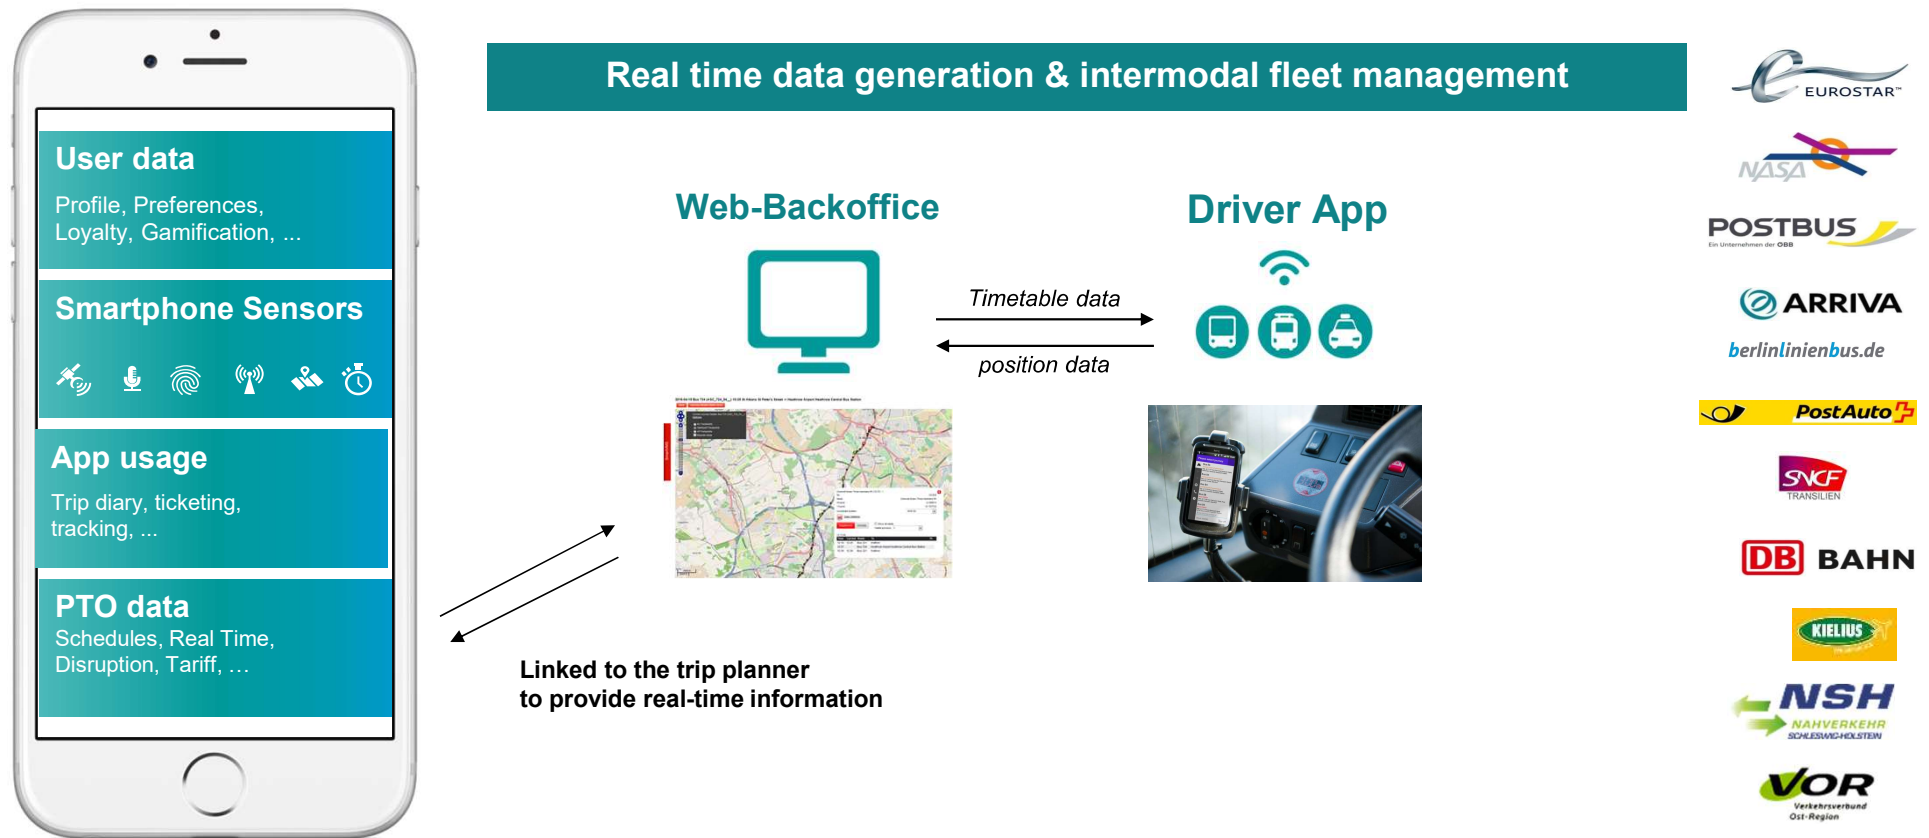 Real time data generation & intermodal fleet management
User data
Profile, Preferences,
Loyalty, Gamification, ...
Smartphone Sensors
App usage
Trip diary, ticketing,
tracking, ...
PTO data
Schedules, Real Time,
Disruption, Tariff, ...
Web-Backoffice
Driver App
Timetable data
position data
Linked to the trip planner
to provide real-time information
EUROSTAR™
NASA
POSTBUS
Ein Unternehmen der ÖBB
ARRIVA
berlinlinienbus.de
PostAuto
SNCF
TRANSILIEN
DB BAHN
KIELIUS
NSH
NAHVERKEHR
SCHLESWIG-HOLSTEIN
VOR
Verkehrsverbund
Ost-Region